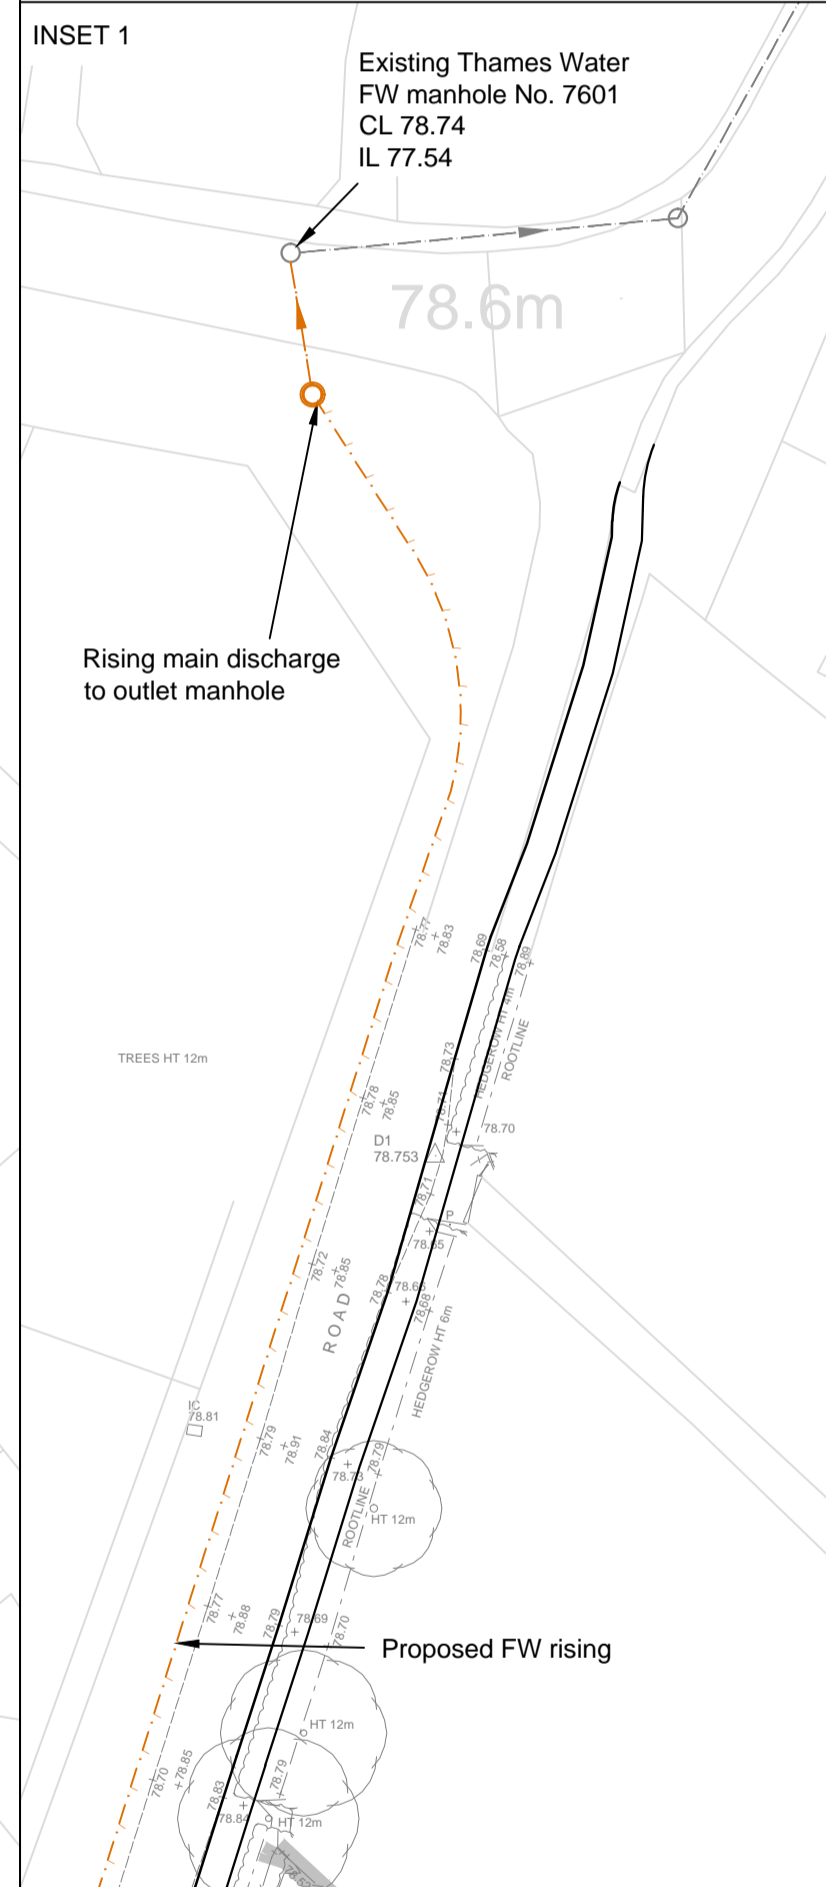 INSET 1
Existing Thames Water
FW manhole No. 7601
CL 78.74
IL 77.54
78.6m
Rising main discharge
to outlet manhole
78.77
78.83
78.69
78.58
78.89
HEDGEROW HT 4m
ROOTLINE
TREES HT 12m
78.73
78.78
78.85
78.71
78.70
D1
78.753
78.71
P
78.65
78.72
78.85
78.78
78.68
ROAD
HEDGEROW HT 6m
IC
78.81
78.79
78.91
78.84
78.79
ROOTLINE
HT 12m
78.77
78.88
78.79
78.69
78.70
Proposed FW rising
HT 12m
78.70
78.85
78.83
78.79
78.84
HT 12m